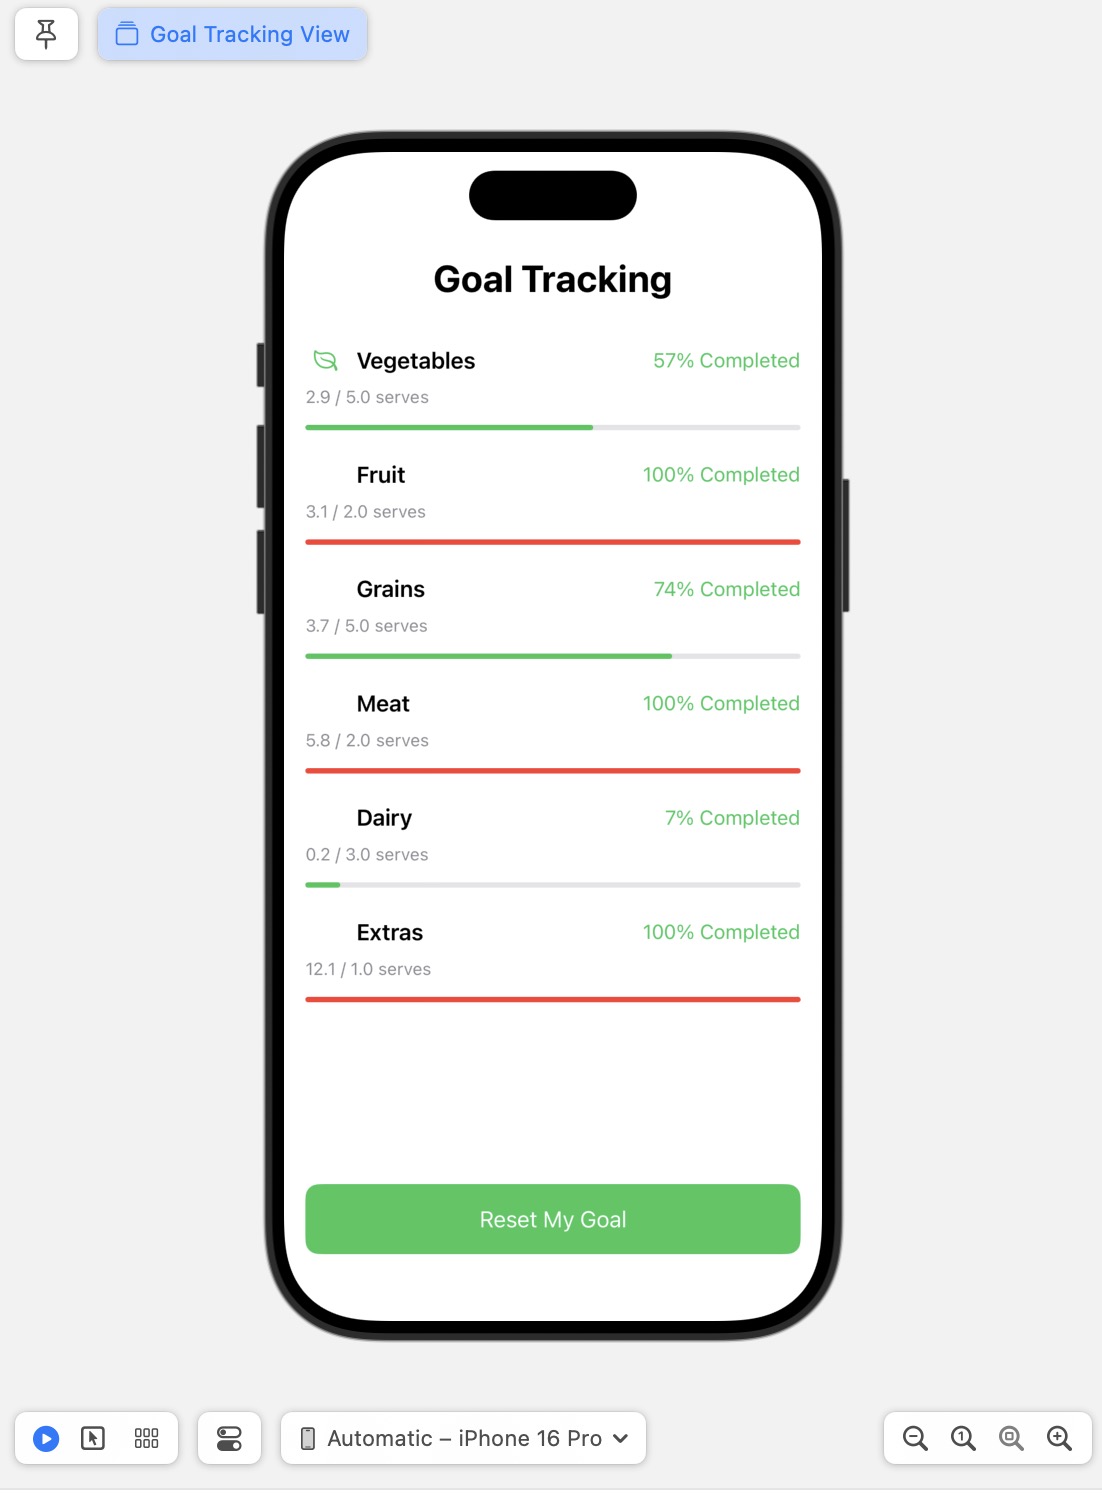 Goal Tracking View
Goal Tracking
Vegetables 57% Completed
2.9 / 5.0 serves
Fruit 100% Completed
3.1 / 2.0 serves
Grains 74% Completed
3.7 / 5.0 serves
Meat 100% Completed
5.8 / 2.0 serves
Dairy 7% Completed
0.2 / 3.0 serves
Extras 100% Completed
12.1 / 1.0 serves
Reset My Goal
Automatic – iPhone 16 Pro
1